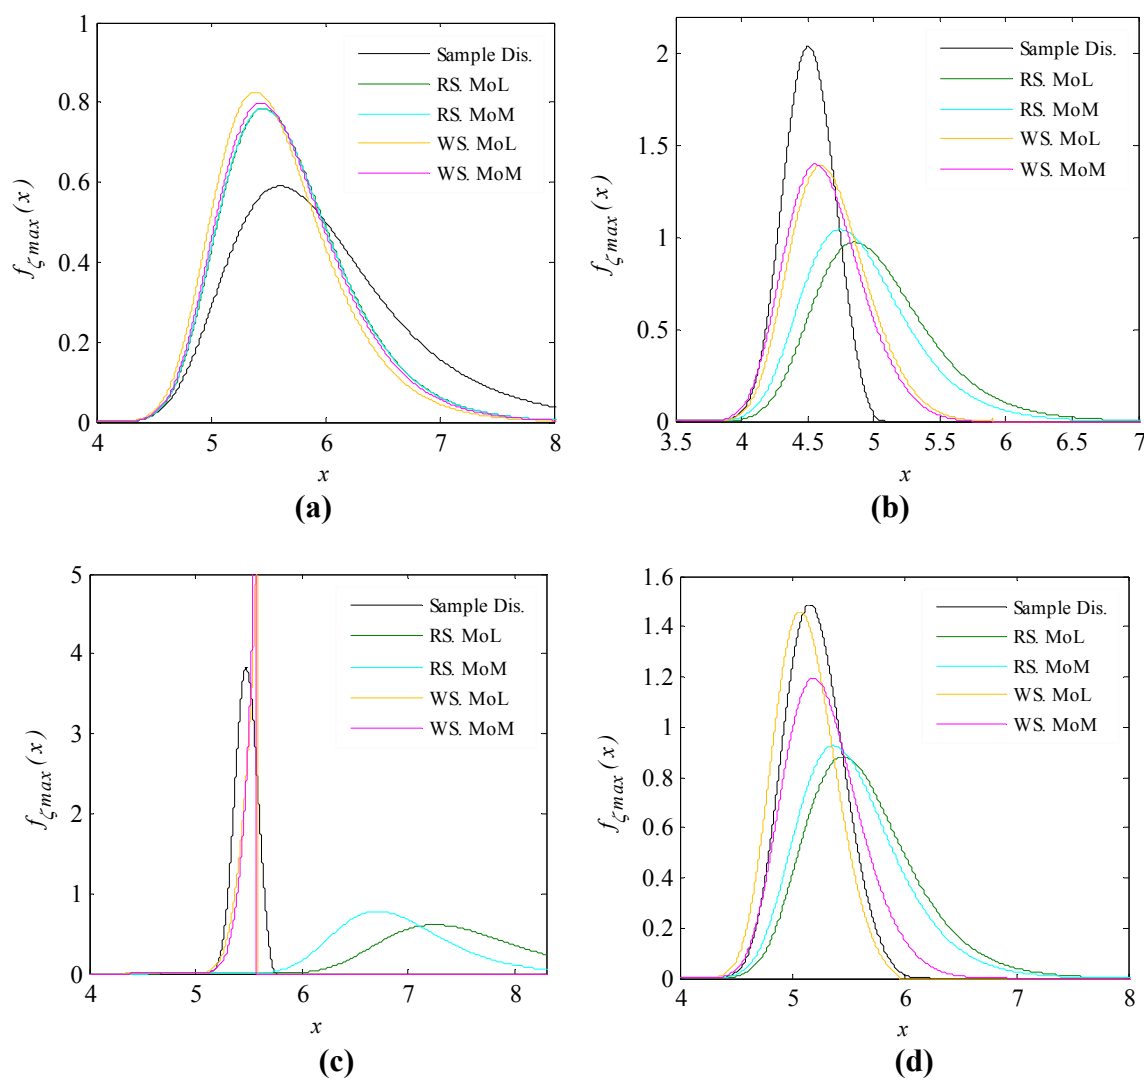 1
0.8
0.6
0.4
0.2
0
4
5
6
7
8
f ζ max (x)
x
Sample Dis.
RS. MoL
RS. MoM
WS. MoL
WS. MoM
(a)
2
1.5
1
0.5
0
3.5
4
4.5
5
5.5
6
6.5
7
f ζ max (x)
x
Sample Dis.
RS. MoL
RS. MoM
WS. MoL
WS. MoM
(b)
5
4
3
2
1
0
4
5
6
7
8
f ζ max (x)
x
Sample Dis.
RS. MoL
RS. MoM
WS. MoL
WS. MoM
(c)
1.6
1.4
1.2
1
0.8
0.6
0.4
0.2
0
4
5
6
7
8
f ζ max (x)
x
Sample Dis.
RS. MoL
RS. MoM
WS. MoL
WS. MoM
(d)